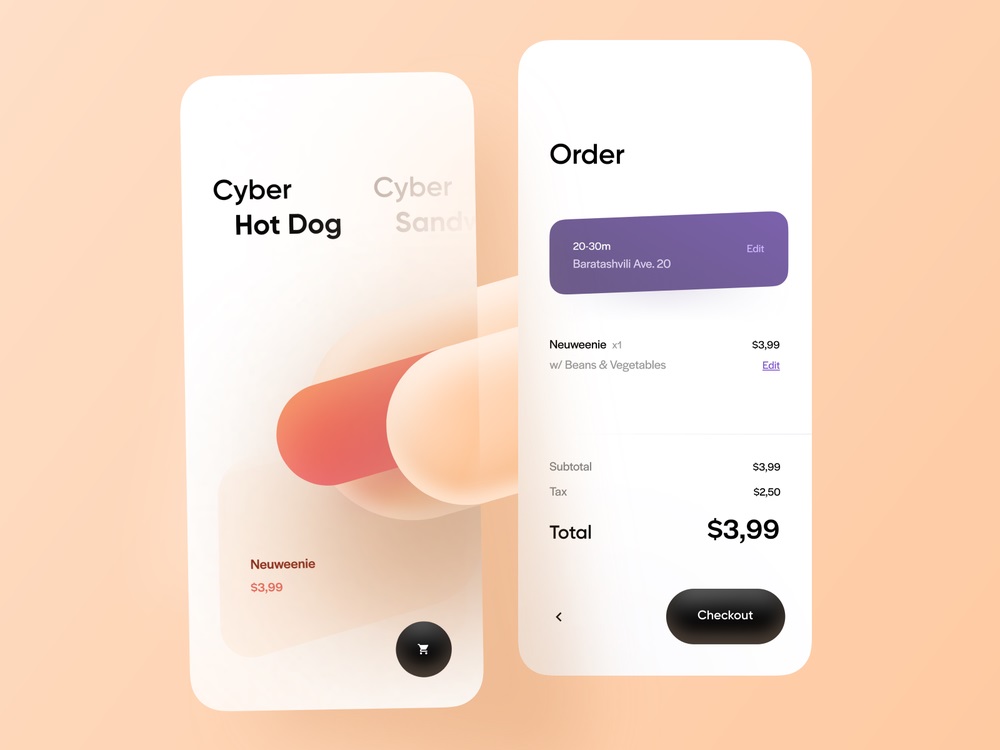 Cyber
Hot Dog
Cyber
Sandw
Neuweenie
$3,99
Order
20-30m
Edit
Baratashvili Ave. 20
Neuweenie x1 $3,99
w/ Beans & Vegetables Edit
Subtotal $3,99
Tax $2,50
Total $3,99
Checkout